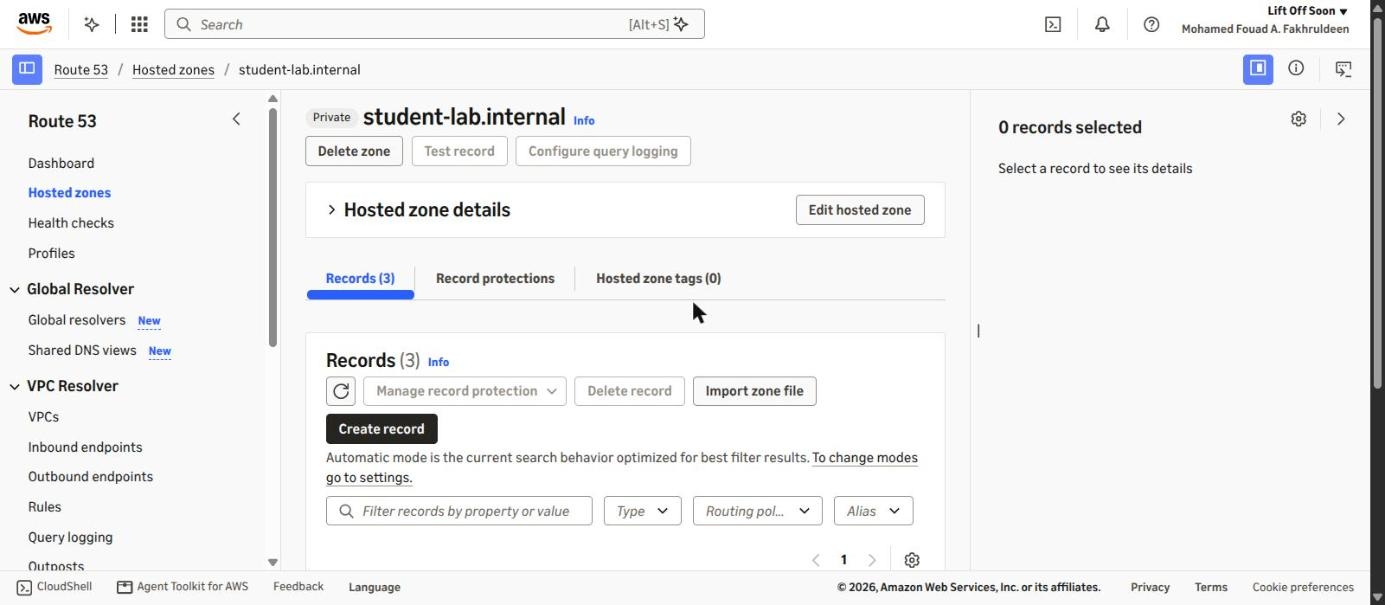 aws
Search
[Alt+S]
Lift Off Soon
Mohamed Fouad A. Fakhruldeen
Route 53 / Hosted zones / student-lab.internal
Route 53
Dashboard
Hosted zones
Health checks
Profiles
Global Resolver
Global resolvers New
Shared DNS views New
VPC Resolver
VPCs
Inbound endpoints
Outbound endpoints
Rules
Query logging
Outposts
Private student-lab.internal Info
Delete zone Test record Configure query logging
Hosted zone details Edit hosted zone
Records (3) Record protections Hosted zone tags (0)
Records (3) Info
Manage record protection Delete record Import zone file
Create record
Automatic mode is the current search behavior optimized for best filter results. To change modes
go to settings.
Filter records by property or value Type Routing pol... Alias
1
0 records selected
Select a record to see its details
CloudShell Agent Toolkit for AWS Feedback Language © 2026, Amazon Web Services, Inc. or its affiliates. Privacy Terms Cookie preferences